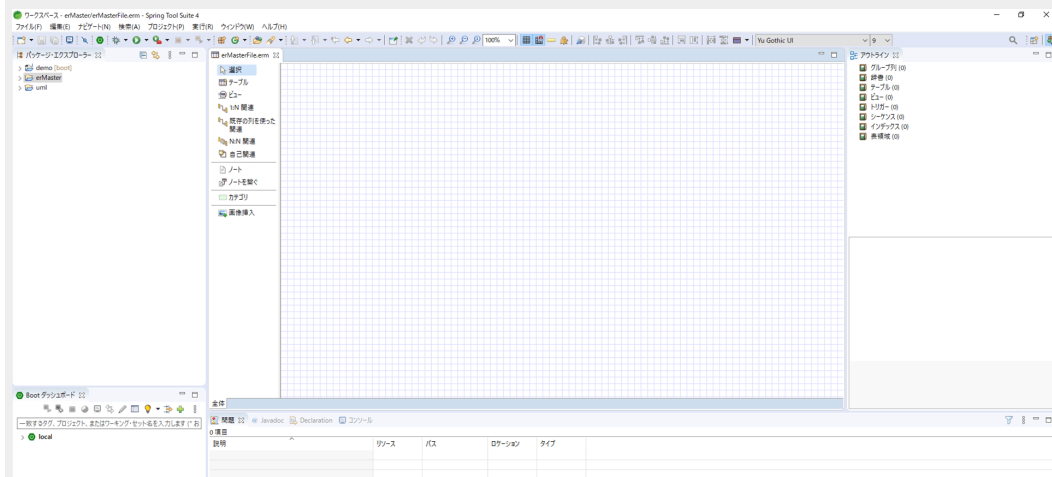 ワークスペース - erMaster/erMasterFile.erm - Spring Tool Suite 4
ファイル(F) 編集(E) ナビゲート(N) 検索(A) プロジェクト(P) 実行(R) ウィンドウ(W) ヘルプ(H)
100% Yu Gothic UI 9
パッケージ・エクスプローラー
demo [boot]
erMaster
uml
erMasterFile.erm
選択
テーブル
ビュー
1:N 関連
既存の列を使った
関連
N:N 関連
自己関連
ノート
ノートを繋ぐ
カテゴリ
画像挿入
全体
アウトライン
グループ列 (0)
辞書 (0)
テーブル (0)
ビュー (0)
トリガー (0)
シーケンス (0)
インデックス (0)
表領域 (0)
Boot ダッシュボード
一致するタグ、プロジェクト、またはワーキング・セット名を入力します (* お
local
問題 Javadoc Declaration コンソール
0 項目
説明 リソース パス ロケーション タイプ